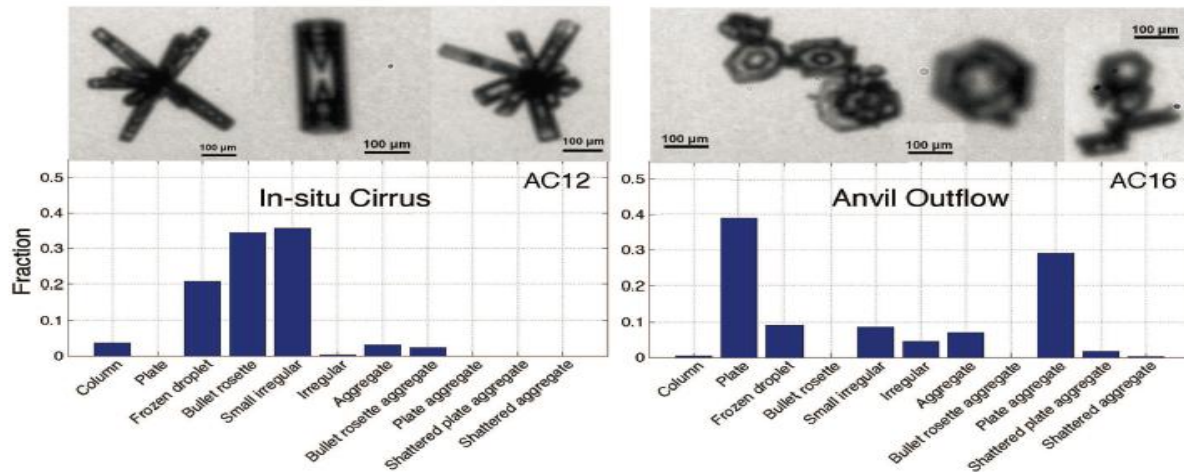 100 µm
100 µm
100 µm
100 µm
100 µm
100 µm
AC12
In-situ Cirrus
Fraction
0.5
0.4
0.3
0.2
0.1
0
Column
Plate
Frozen droplet
Bullet rosette
Small irregular
Irregular
Aggregate
Bullet rosette aggregate
Plate aggregate
Shattered plate aggregate
Shattered aggregate
AC16
Anvil Outflow
0.5
0.4
0.3
0.2
0.1
0
Column
Plate
Frozen droplet
Bullet rosette
Small irregular
Irregular
Aggregate
Bullet rosette aggregate
Plate aggregate
Shattered plate aggregate
Shattered aggregate